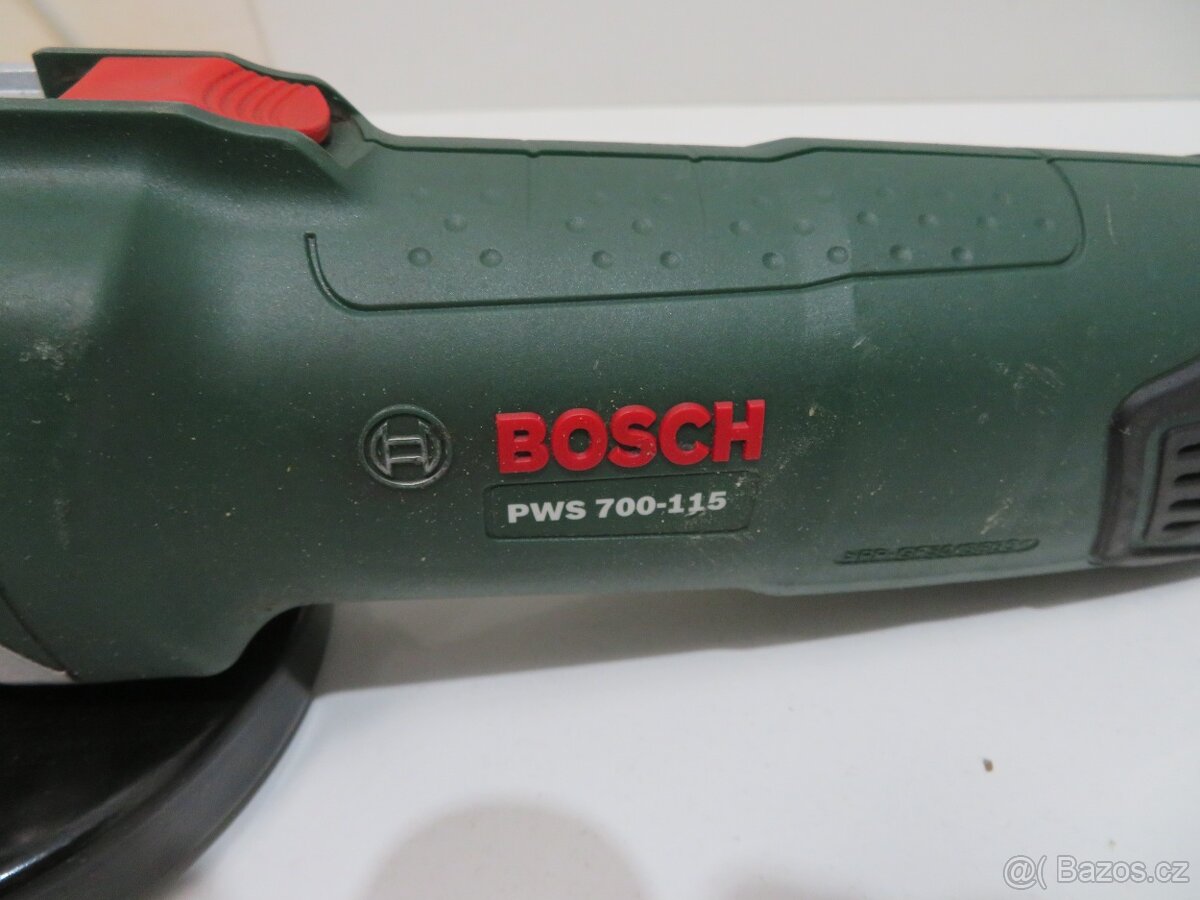 BOSCH
PWS 700-115
@( Bazos.cz